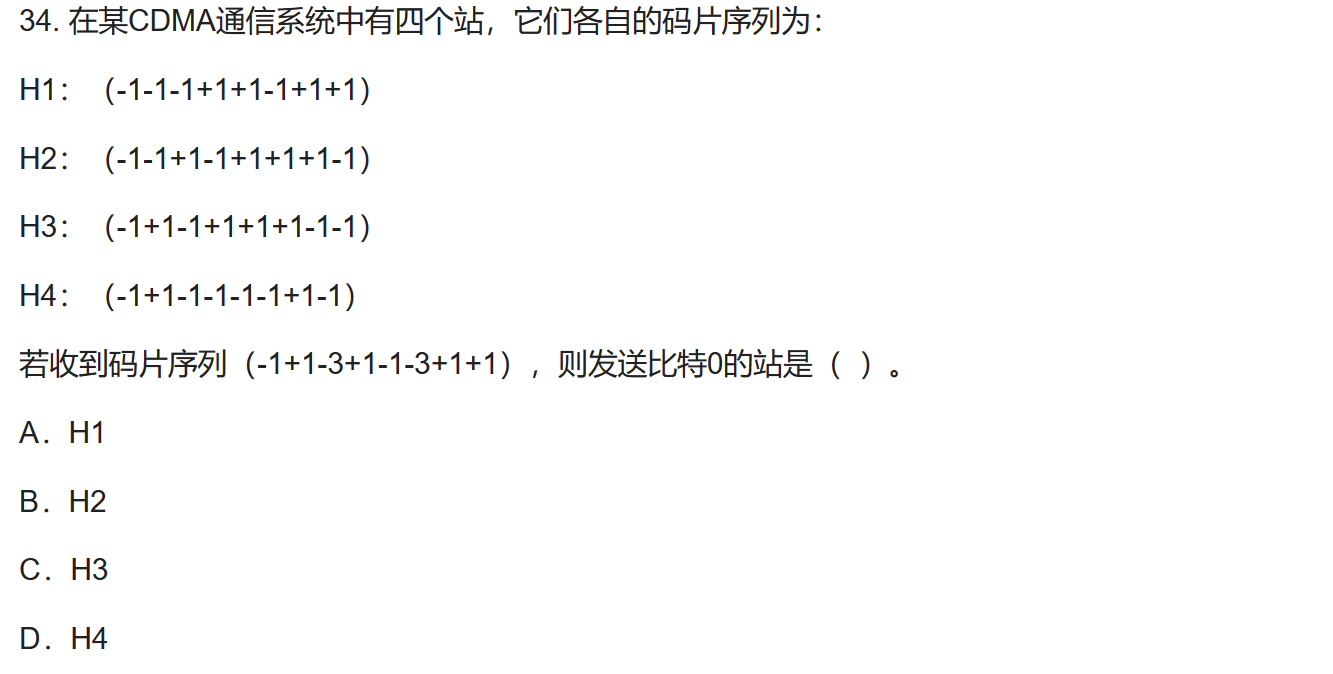 34. 在某CDMA通信系统中有四个站，它们各自的码片序列为：
H1：（-1-1-1+1+1-1+1+1）
H2：（-1-1+1-1+1+1+1-1）
H3：（-1+1-1+1+1+1-1-1）
H4：（-1+1-1-1-1-1+1-1）
若收到码片序列（-1+1-3+1-1-3+1+1），则发送比特0的站是（ ）。
A．H1
B．H2
C．H3
D．H4